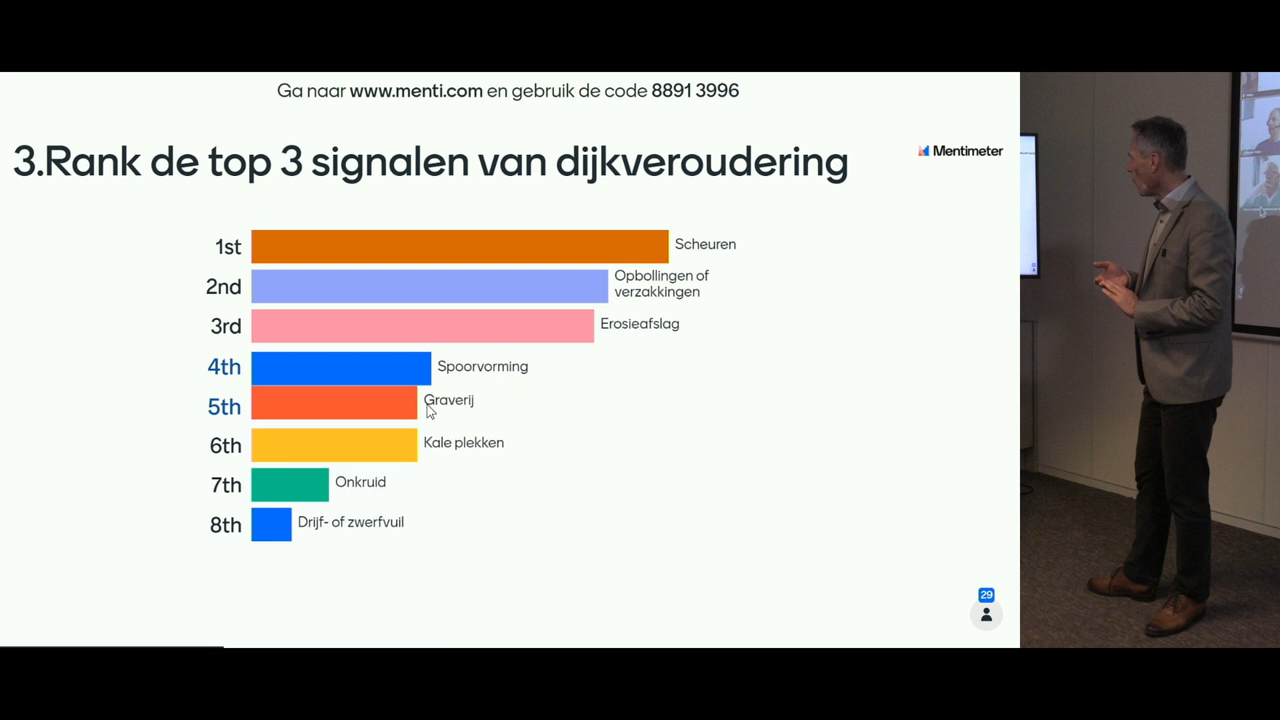 Ga naar www.menti.com en gebruik de code 8891 3996
3.Rank de top 3 signalen van dijkveroudering
Mentimeter
1st
Scheuren
2nd
Opbollingen of
verzakkingen
3rd
Erosieafslag
4th
Spoorvorming
5th
Graverij
6th
Kale plekken
7th
Onkruid
8th
Drijf- of zwerfvuil
29